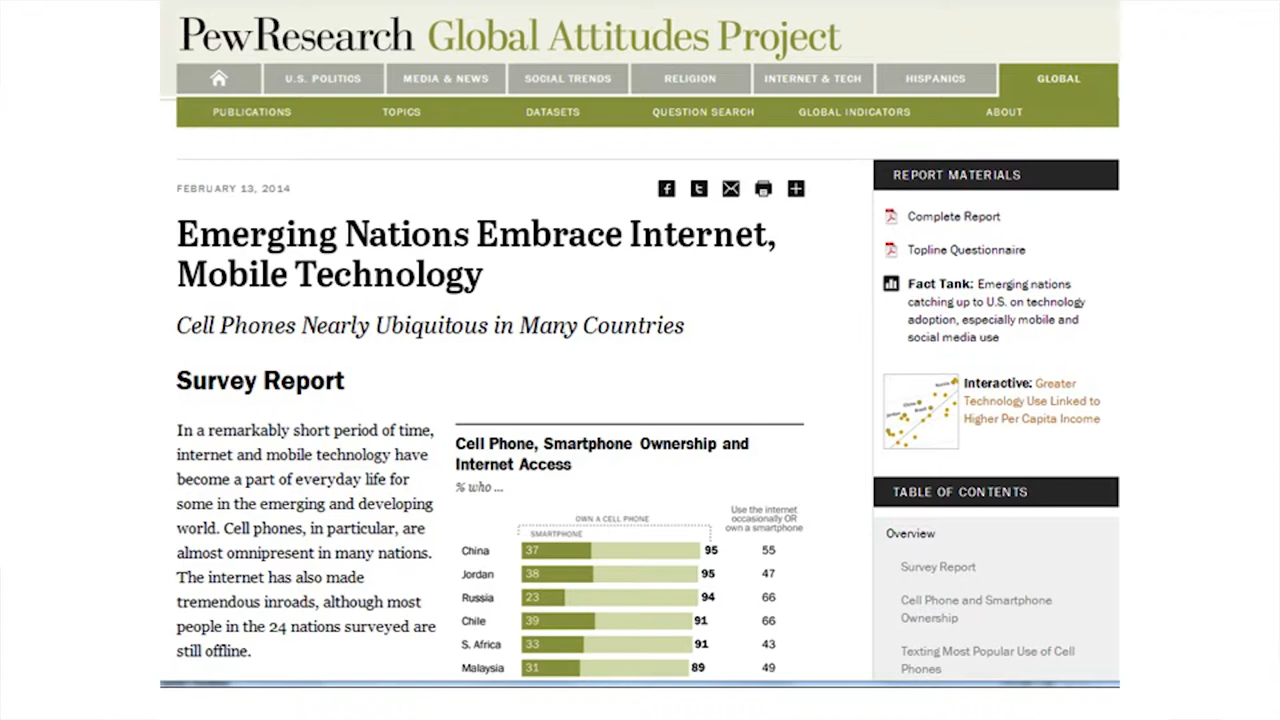 PewResearch Global Attitudes Project
U.S. POLITICS MEDIA & NEWS SOCIAL TRENDS RELIGION INTERNET & TECH HISPANICS GLOBAL
PUBLICATIONS TOPICS DATASETS QUESTION SEARCH GLOBAL INDICATORS ABOUT
FEBRUARY 13, 2014
Emerging Nations Embrace Internet,
Mobile Technology
Cell Phones Nearly Ubiquitous in Many Countries
Survey Report
In a remarkably short period of time,
internet and mobile technology have
become a part of everyday life for
some in the emerging and developing
world. Cell phones, in particular, are
almost omnipresent in many nations.
The internet has also made
tremendous inroads, although most
people in the 24 nations surveyed are
still offline.
Cell Phone, Smartphone Ownership and
Internet Access
% who ...
OWN A CELL PHONE
SMARTPHONE
Use the internet
occasionally OR
own a smartphone
China 37 95 55
Jordan 38 95 47
Russia 23 94 66
Chile 39 91 66
S. Africa 33 91 43
Malaysia 31 89 49
REPORT MATERIALS
Complete Report
Topline Questionnaire
Fact Tank: Emerging nations
catching up to U.S. on technology
adoption, especially mobile and
social media use
Interactive: Greater
Technology Use Linked to
Higher Per Capita Income
TABLE OF CONTENTS
Overview
Survey Report
Cell Phone and Smartphone
Ownership
Texting Most Popular Use of Cell
Phones